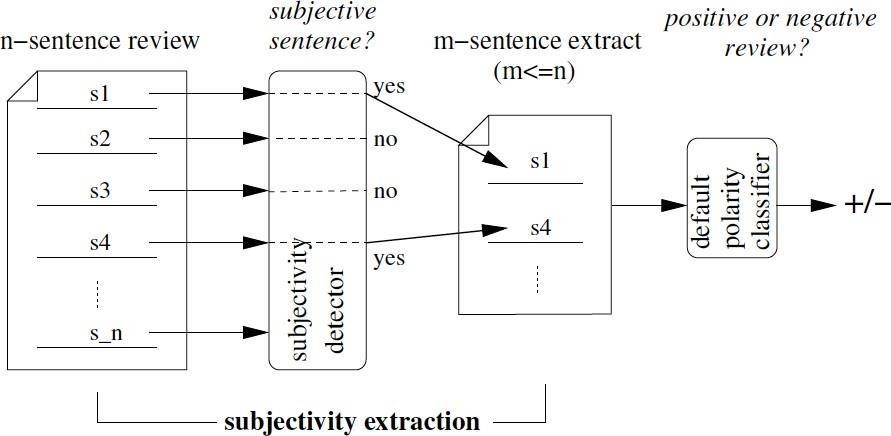 subjective
sentence?
n−sentence review
m−sentence extract
(m<=n)
positive or negative
review?
s1
s2
s3
s4
s_n
yes
no
no
yes
subjectivity
detector
s1
s4
default
polarity
classifier
+/−
subjectivity extraction